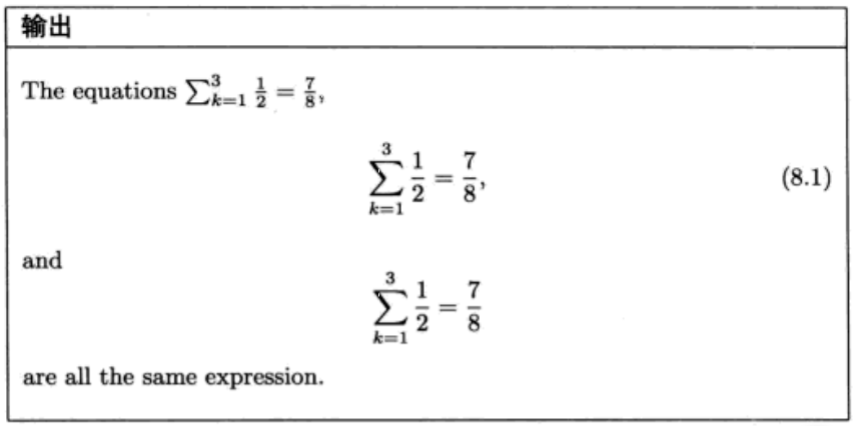 输出
The equations $\sum_{k=1}^{3} \frac{1}{2} = \frac{7}{8}$,
$$\sum_{k=1}^{3} \frac{1}{2} = \frac{7}{8},$$ (8.1)
and
$$\sum_{k=1}^{3} \frac{1}{2} = \frac{7}{8}$$
are all the same expression.